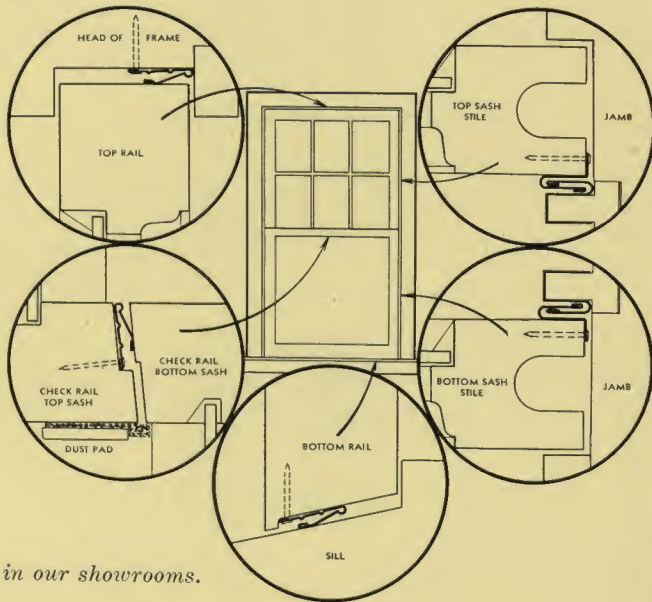 HEAD OF FRAME
TOP RAIL
TOP SASH
STILE
JAMB
CHECK RAIL
BOTTOM SASH
CHECK RAIL
TOP SASH
DUST PAD
BOTTOM SASH
STILE
JAMB
BOTTOM RAIL
SILL
in our showrooms.